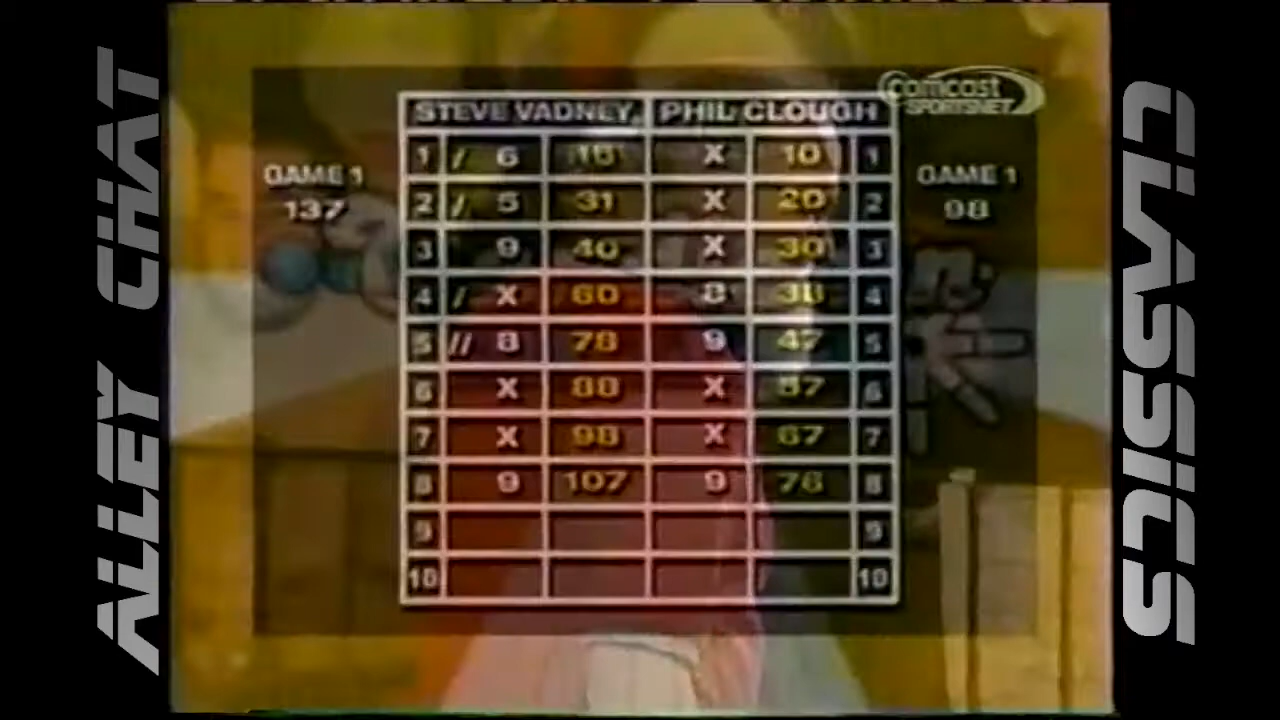 ALLEY CHAT
CLASSICS
comcast
SPORTSNET
STEVE VADNEY PHIL CLOUGH
GAME 1
137
GAME 1
98
1 / 6 16 X 10 1
2 / 5 31 X 20 2
3 9 40 X 30 3
4 / X 60 8 38 4
5 // 8 78 9 47 5
6 X 88 X 57 6
7 X 98 X 67 7
8 9 107 9 76 8
9 9
10 10